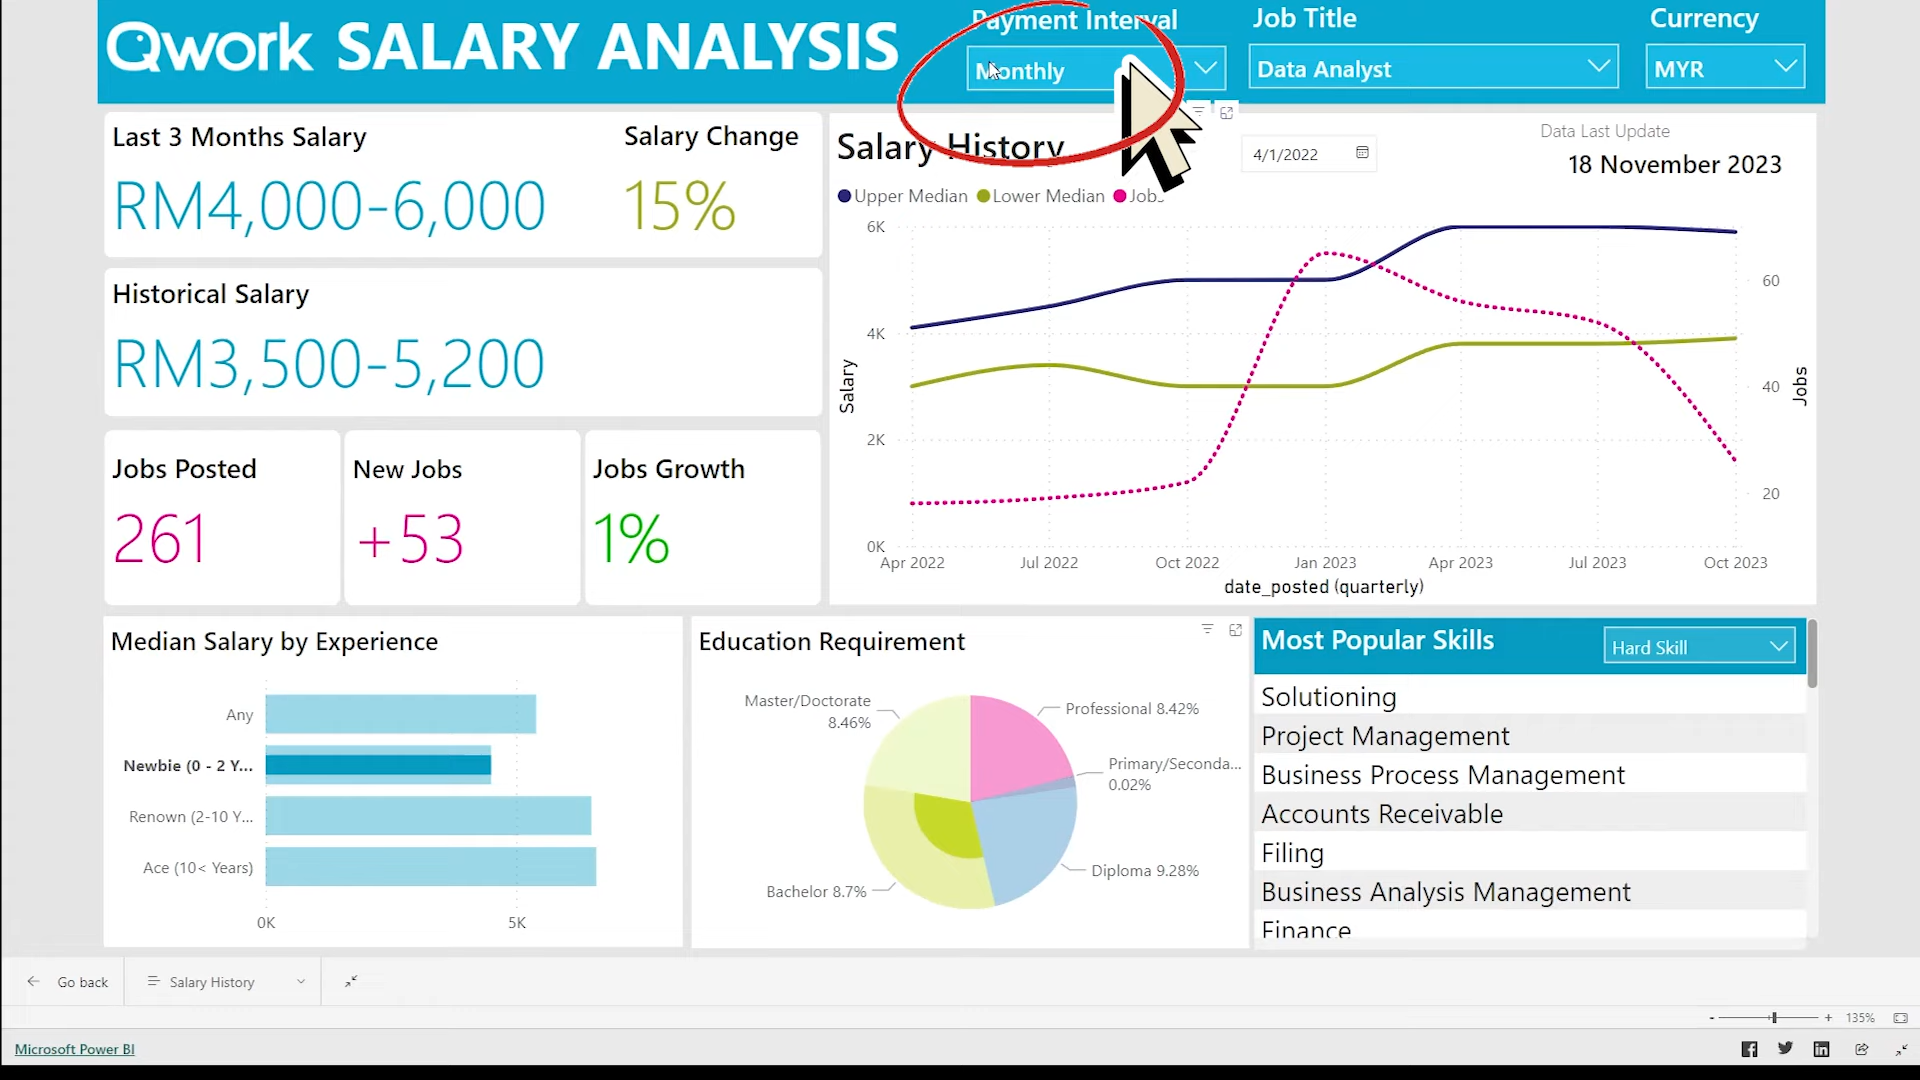 Qwork SALARY ANALYSIS
Payment Interval
Monthly
Job Title
Data Analyst
Currency
MYR
Last 3 Months Salary
RM4,000-6,000
Salary Change
15%
Historical Salary
RM3,500-5,200
Jobs Posted
261
New Jobs
+53
Jobs Growth
1%
Salary History
4/1/2022
Data Last Update
18 November 2023
Upper Median
Lower Median
Jobs
6K
4K
2K
0K
Salary
60
40
20
Jobs
Apr 2022
Jul 2022
Oct 2022
Jan 2023
Apr 2023
Jul 2023
Oct 2023
date_posted (quarterly)
Median Salary by Experience
Any
Newbie (0 - 2 Y...
Renown (2-10 Y...
Ace (10< Years)
0K
5K
Education Requirement
Master/Doctorate
8.46%
Professional 8.42%
Primary/Seconda...
0.02%
Diploma 9.28%
Bachelor 8.7%
Most Popular Skills
Hard Skill
Solutioning
Project Management
Business Process Management
Accounts Receivable
Filing
Business Analysis Management
Finance
Go back
Salary History
- + 135%
Microsoft Power BI